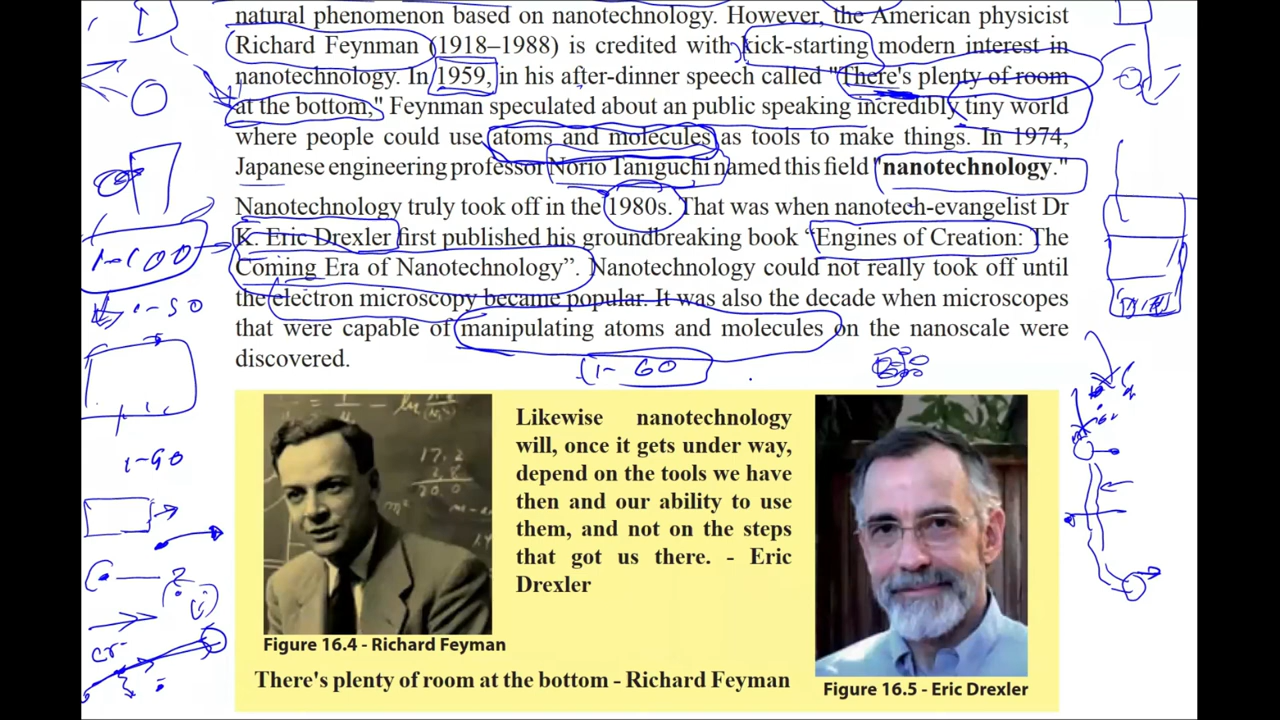 natural phenomenon based on nanotechnology. However, the American physicist
Richard Feynman (1918–1988) is credited with kick-starting modern interest in
nanotechnology. In 1959, in his after-dinner speech called "There's plenty of room
at the bottom," Feynman speculated about an public speaking incredibly tiny world
where people could use atoms and molecules as tools to make things. In 1974,
Japanese engineering professor Norio Taniguchi named this field "nanotechnology."
Nanotechnology truly took off in the 1980s. That was when nanotech-evangelist Dr
K. Eric Drexler first published his groundbreaking book “Engines of Creation: The
Coming Era of Nanotechnology”. Nanotechnology could not really took off until
the electron microscopy became popular. It was also the decade when microscopes
that were capable of manipulating atoms and molecules on the nanoscale were
discovered.
1-100
1-50
1-60
1-90
Likewise nanotechnology
will, once it gets under way,
depend on the tools we have
then and our ability to use
them, and not on the steps
that got us there. - Eric
Drexler
17.2
Figure 16.4 - Richard Feyman
There's plenty of room at the bottom - Richard Feyman
Figure 16.5 - Eric Drexler